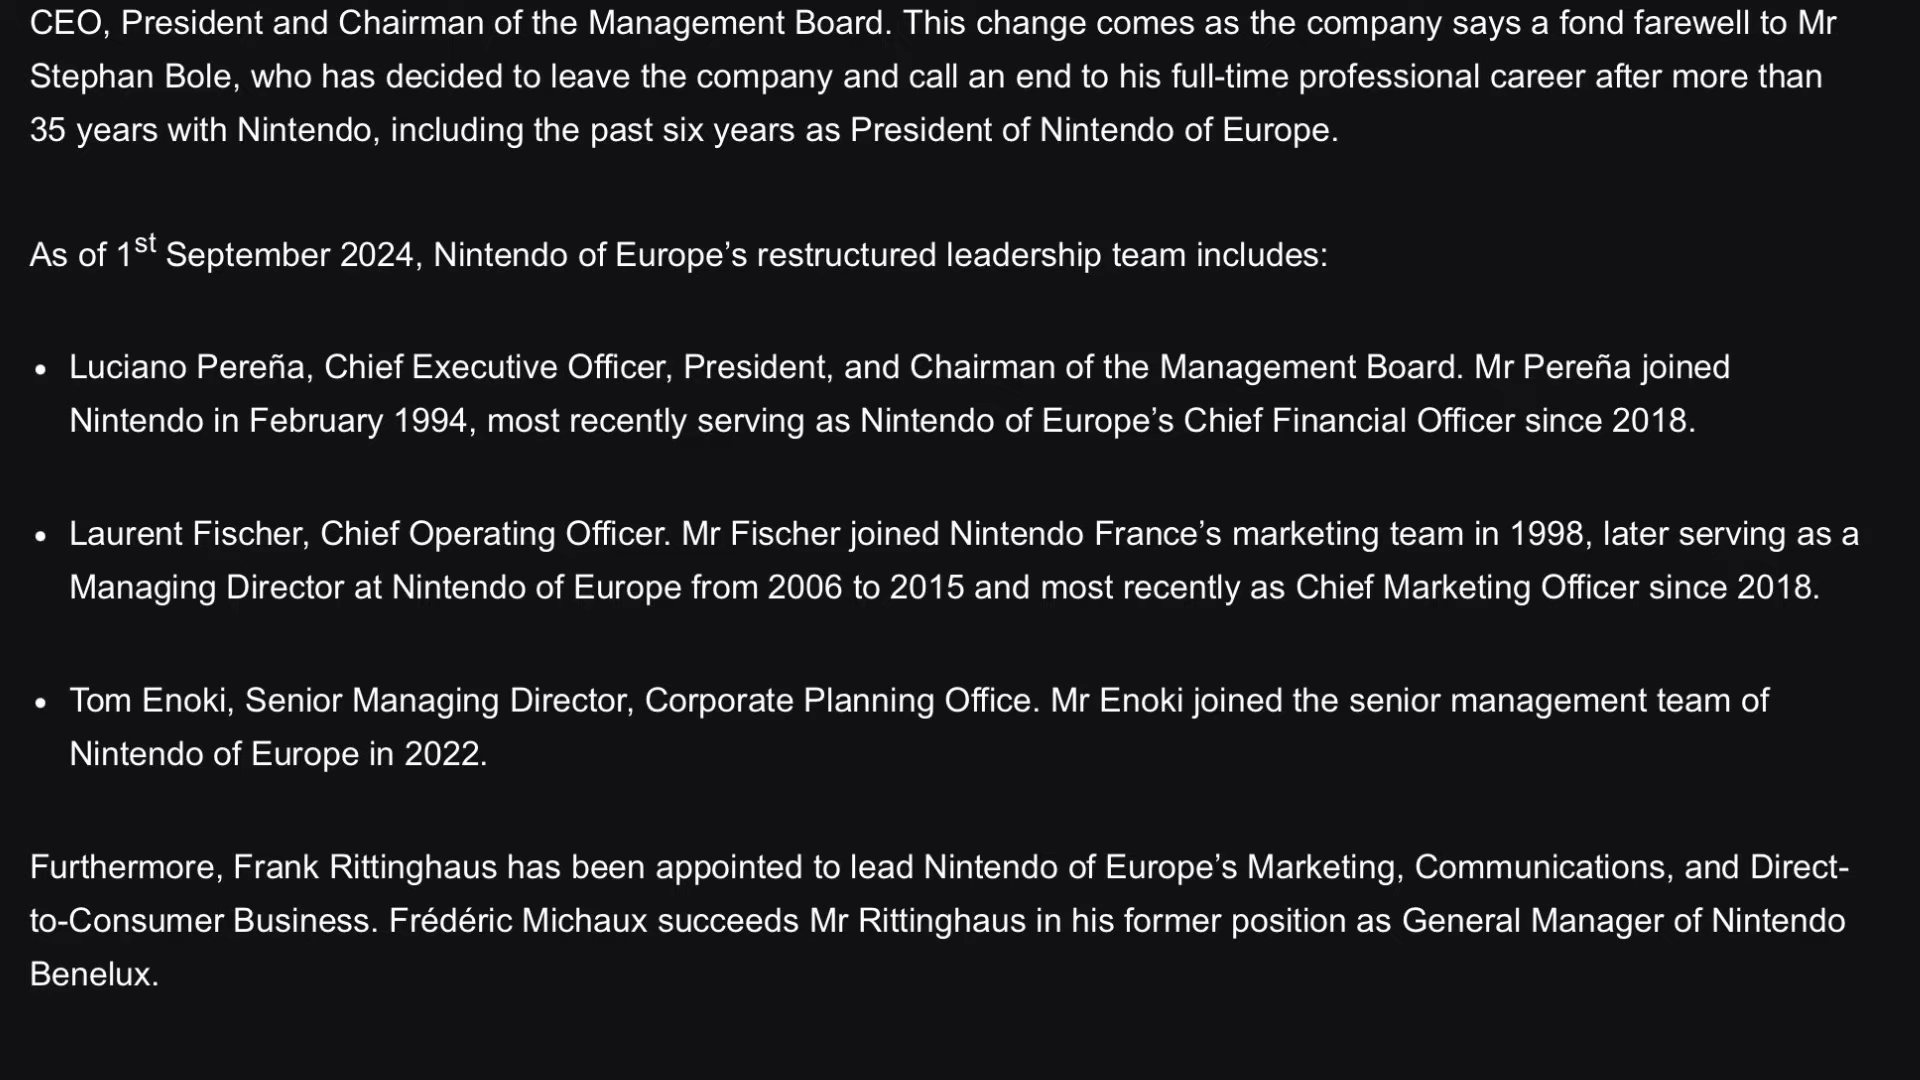 CEO, President and Chairman of the Management Board. This change comes as the company says a fond farewell to Mr
Stephan Bole, who has decided to leave the company and call an end to his full-time professional career after more than
35 years with Nintendo, including the past six years as President of Nintendo of Europe.
As of 1st September 2024, Nintendo of Europe’s restructured leadership team includes:
• Luciano Pereña, Chief Executive Officer, President, and Chairman of the Management Board. Mr Pereña joined
Nintendo in February 1994, most recently serving as Nintendo of Europe’s Chief Financial Officer since 2018.
• Laurent Fischer, Chief Operating Officer. Mr Fischer joined Nintendo France’s marketing team in 1998, later serving as a
Managing Director at Nintendo of Europe from 2006 to 2015 and most recently as Chief Marketing Officer since 2018.
• Tom Enoki, Senior Managing Director, Corporate Planning Office. Mr Enoki joined the senior management team of
Nintendo of Europe in 2022.
Furthermore, Frank Rittinghaus has been appointed to lead Nintendo of Europe’s Marketing, Communications, and Direct-
to-Consumer Business. Frédéric Michaux succeeds Mr Rittinghaus in his former position as General Manager of Nintendo
Benelux.